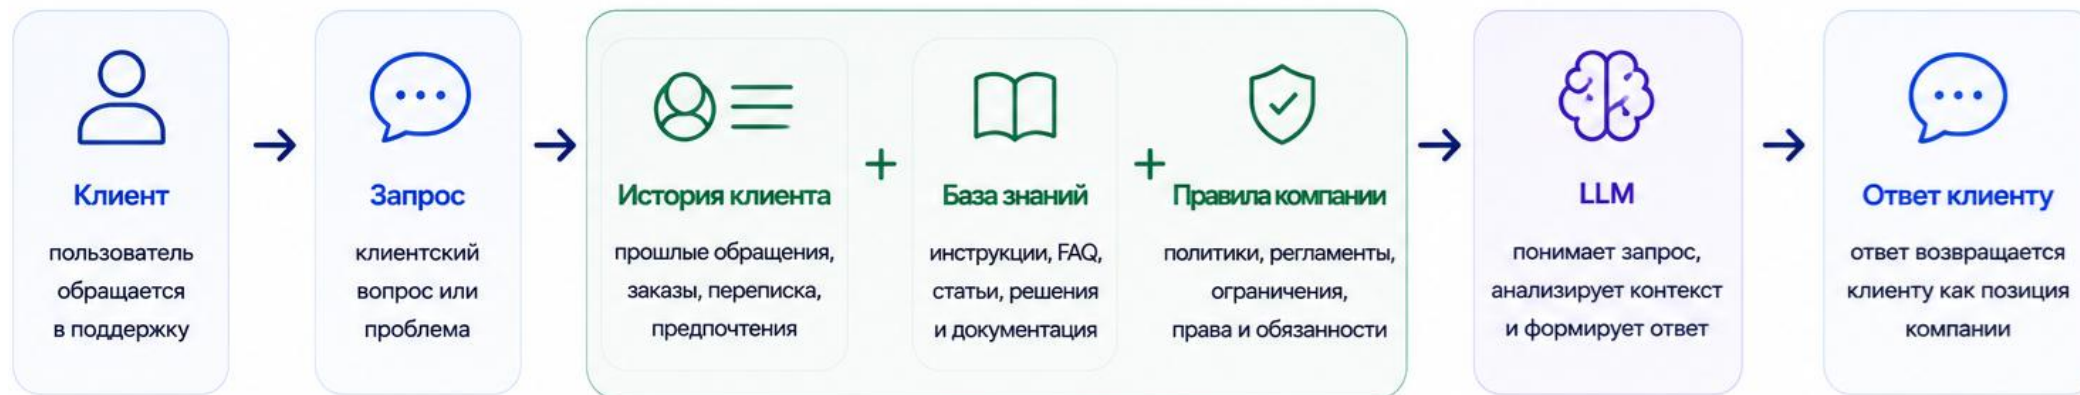 Клиент
пользователь
обращается
в поддержку
Запрос
клиентский
вопрос или
проблема
История клиента
прошлые обращения,
заказы, переписка,
предпочтения
+
База знаний
инструкции, FAQ,
статьи, решения
и документация
+
Правила компании
политики, регламенты,
ограничения,
права и обязанности
LLM
понимает запрос,
анализирует контекст
и формирует ответ
Ответ клиенту
ответ возвращается
клиенту как позиция
компании